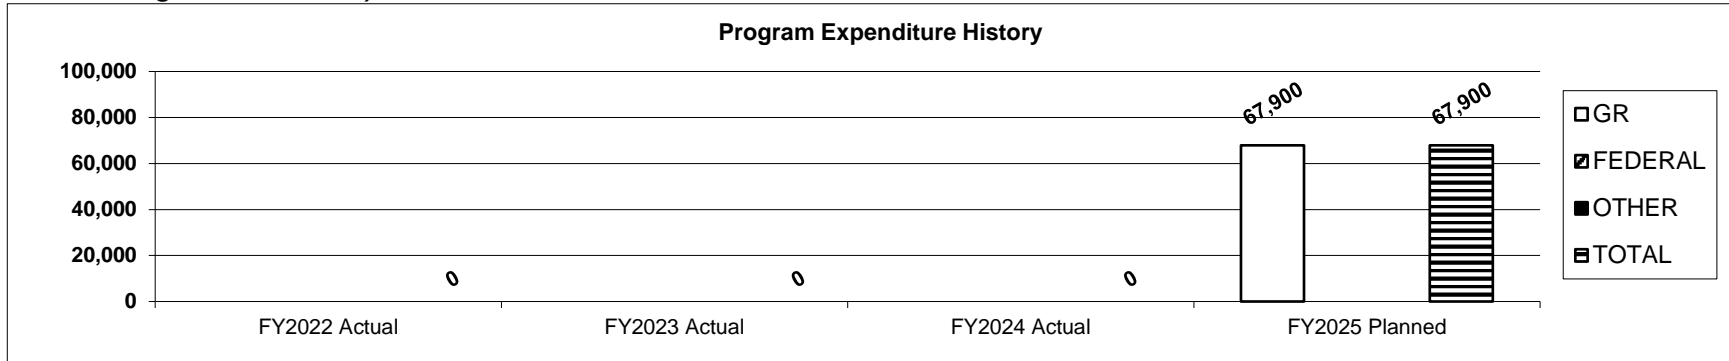 Program Expenditure History
100,000
80,000
60,000
40,000
20,000
0
0
0
0
67,900
67,900
FY2022 Actual
FY2023 Actual
FY2024 Actual
FY2025 Planned
GR
FEDERAL
OTHER
TOTAL